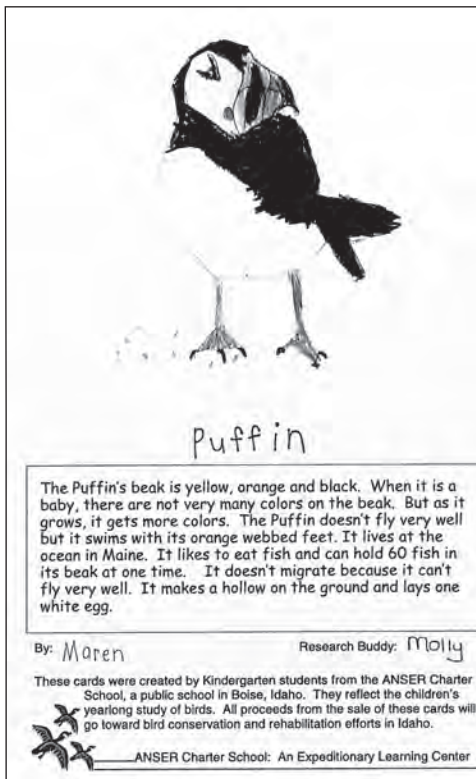 Puffin
The Puffin's beak is yellow, orange and black. When it is a
baby, there are not very many colors on the beak. But as it
grows, it gets more colors. The Puffin doesn't fly very well
but it swims with its orange webbed feet. It lives at the
ocean in Maine. It likes to eat fish and can hold 60 fish in
its beak at one time. It doesn't migrate because it can't
fly very well. It makes a hollow on the ground and lays one
white egg.
By: Maren Research Buddy: Molly
These cards were created by Kindergarten students from the ANSER Charter
School, a public school in Boise, Idaho. They reflect the children's
yearlong study of birds. All proceeds from the sale of these cards will
go toward bird conservation and rehabilitation efforts in Idaho.
ANSER Charter School: An Expeditionary Learning Center